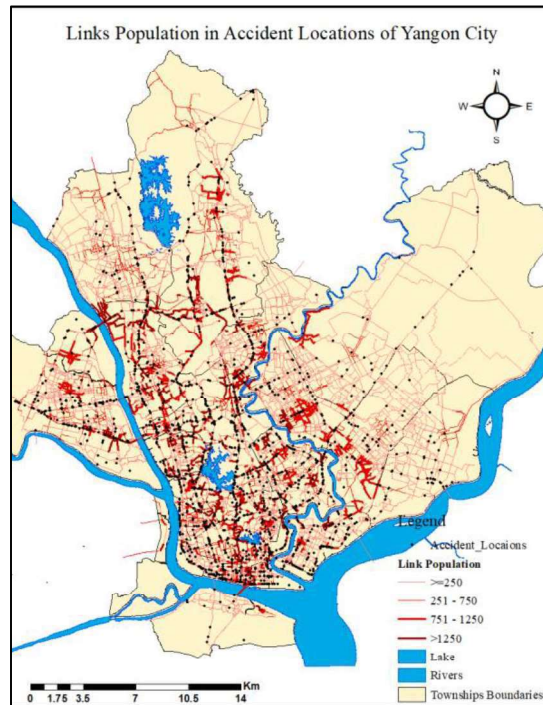 Links Population in Accident Locations of Yangon City
N
W E
S
Legend
Accident_Locaions
Link Population
>=250
251 - 750
751 - 1250
>1250
Lake
Rivers
Townships Boundaries
Km
0 1.75 3.5 7 10.5 14